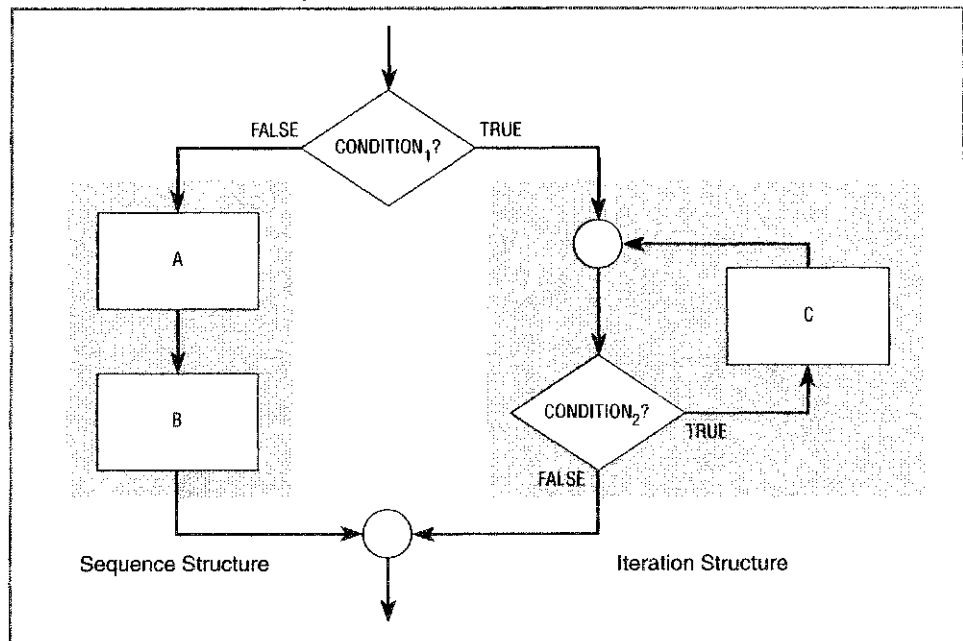 FALSE
CONDITION₁?
TRUE
A
C
B
CONDITION₂?
TRUE
FALSE
Sequence Structure
Iteration Structure